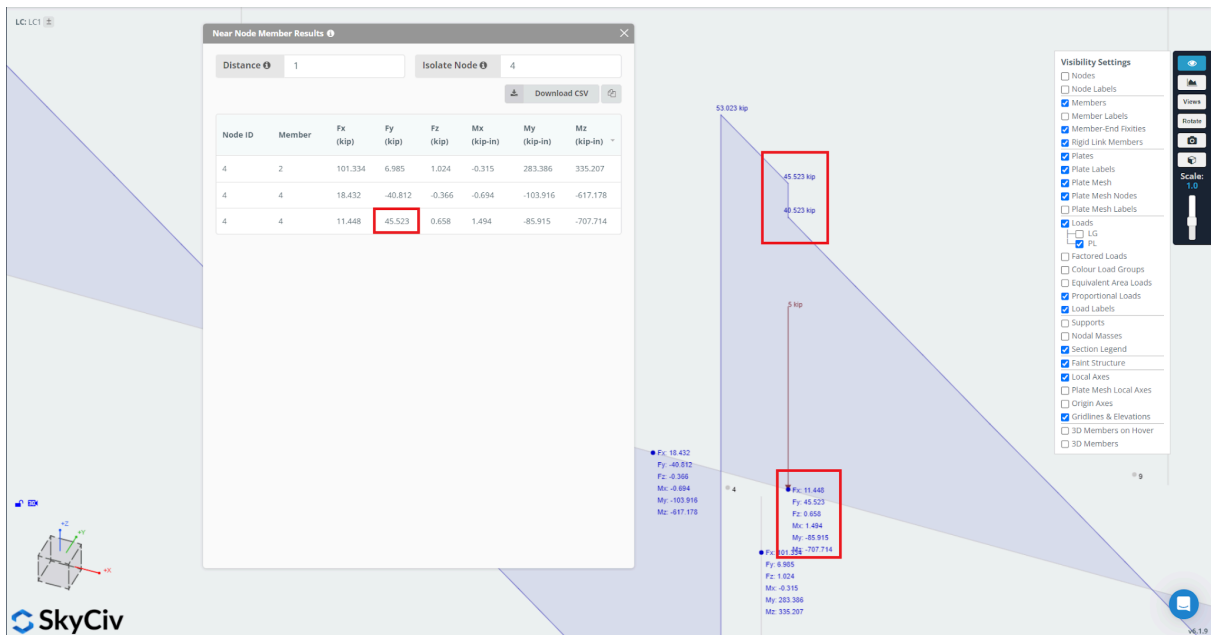 LC: LC1
Near Node Member Results
Distance 1 Isolate Node 4
Download CSV
Node ID Member Fx (kip) Fy (kip) Fz (kip) Mx (kip-in) My (kip-in) Mz (kip-in)
4 2 101.334 6.985 1.024 -0.315 283.386 335.207
4 4 18.432 -40.812 -0.366 -0.694 -103.916 -617.178
4 4 11.448 45.523 0.658 1.494 -85.915 -707.714
53.023 kip
45.523 kip
40.523 kip
5 kip
Fx: 18.432
Fy: -40.812
Fz: -0.366
Mx: -0.694
My: -103.916
Mz: -617.178
4
Fx: 11.448
Fy: 45.523
Fz: 0.658
Mx: 1.494
My: -85.915
Mz: -707.714
Fx: 101.334
Fy: 6.985
Fz: 1.024
Mx: -0.315
My: 283.386
Mz: 335.207
9
Visibility Settings
Nodes
Node Labels
Members
Member Labels
Member-End Fixities
Rigid Link Members
Plates
Plate Labels
Plate Mesh
Plate Mesh Nodes
Plate Mesh Labels
Loads
LG
PL
Factored Loads
Colour Load Groups
Equivalent Area Loads
Proportional Loads
Load Labels
Supports
Nodal Masses
Section Legend
Faint Structure
Local Axes
Plate Mesh Local Axes
Origin Axes
Gridlines & Elevations
3D Members on Hover
3D Members
Views
Rotate
Scale:
1.0
+Z
+Y
+X
SkyCiv
v6.1.9